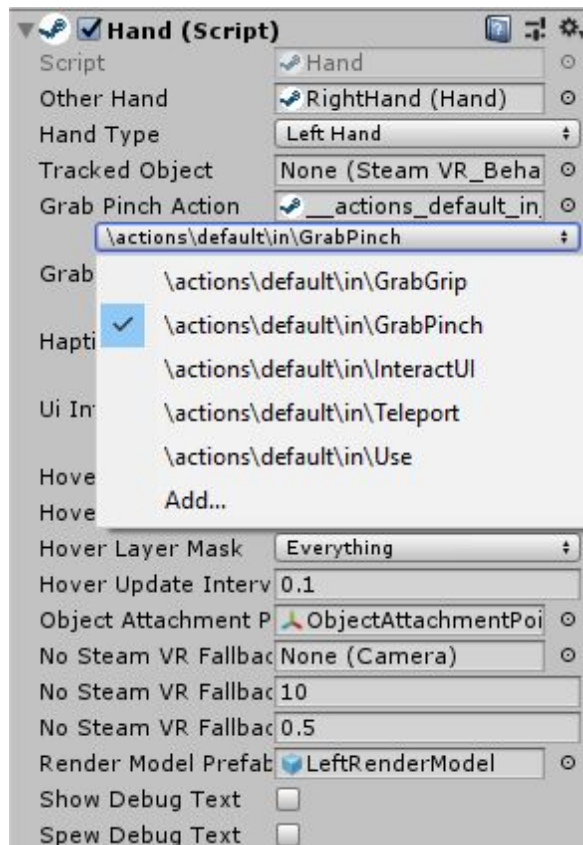 Hand (Script)
Script Hand
Other Hand RightHand (Hand)
Hand Type Left Hand
Tracked Object None (Steam VR_Beha
Grab Pinch Action __actions_default_in_
\actions\default\in\GrabPinch
Grab
\actions\default\in\GrabGrip
\actions\default\in\GrabPinch
Hapti
\actions\default\in\InteractUI
Ui In
\actions\default\in\Teleport
\actions\default\in\Use
Hove
Add...
Hove
Hover Layer Mask Everything
Hover Update Interv 0.1
Object Attachment P ObjectAttachmentPoi
No Steam VR Fallbac None (Camera)
No Steam VR Fallbac 10
No Steam VR Fallbac 0.5
Render Model Prefab LeftRenderModel
Show Debug Text
Spew Debug Text